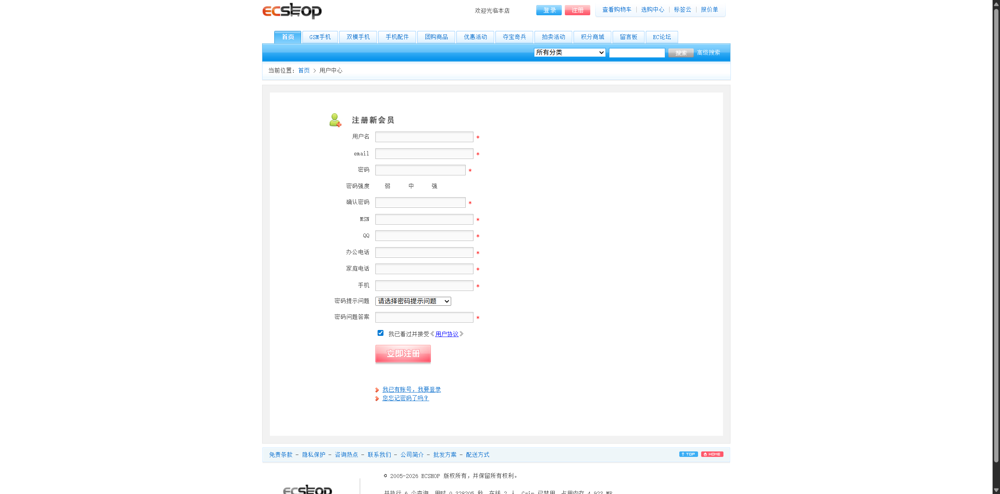 ecshop
欢迎光临本店
登录 注册 查看购物车 | 选购中心 | 标签云 | 报价单
首页 GSM手机 双模手机 手机配件 团购商品 优惠活动 夺宝奇兵 拍卖活动 积分商城 留言板 EC论坛
所有分类 搜索 高级搜索
当前位置: 首页 > 用户中心
注册新会员
用户名 *
email *
密码 *
密码强度 弱 中 强
确认密码 *
MSN *
QQ *
办公电话 *
家庭电话 *
手机 *
密码提示问题 请选择密码提示问题
密码问题答案 *
我已看过并接受《用户协议》
立即注册
我已有账号，我要登录
您忘记密码了吗？
免责条款 - 隐私保护 - 咨询热点 - 联系我们 - 公司简介 - 批发方案 - 配送方式
TOP HOME
© 2005-2026 ECSHOP 版权所有，并保留所有权利。
ecshop
共执行 6 个查询，用时 0.328205 秒，在线 2 人，Gzip 已禁用，占用内存 4.923 MB